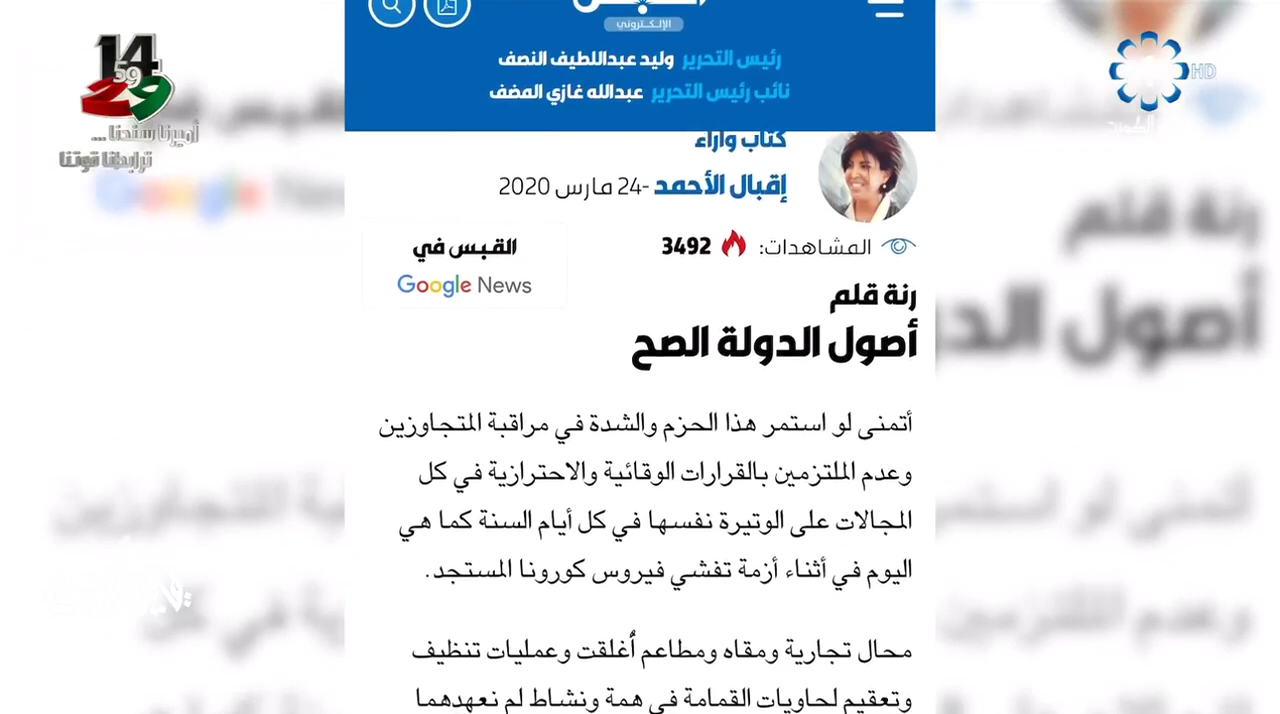 الإلكتروني
رئيس التحرير وليد عبداللطيف النصف
نائب رئيس التحرير عبدالله غازي المضف
كتاب وآراء
إقبال الأحمد -24 مارس 2020
المشاهدات: 3492
القبس في
Google News
رنة قلم
أصول الدولة الصح
أتمنى لو استمر هذا الحزم والشدة في مراقبة المتجاوزين
وعدم الملتزمين بالقرارات الوقائية والاحترازية في كل
المجالات على الوتيرة نفسها في كل أيام السنة كما هي
اليوم في أثناء أزمة تفشي فيروس كورونا المستجد.
محال تجارية ومقاه ومطاعم أُغلقت وعمليات تنظيف
وتعقيم لحاويات القمامة في همة ونشاط لم نعهدهما
14
أميرنا سندنا ...
ترابطنا قوتنا
HD